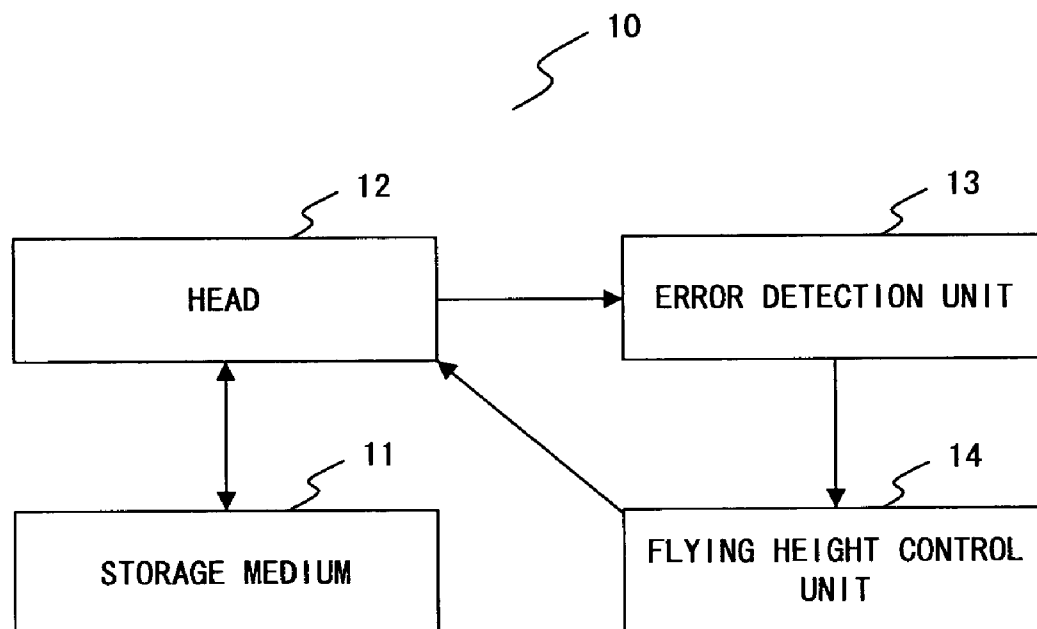 10
12
13
HEAD
ERROR DETECTION UNIT
11
14
STORAGE MEDIUM
FLYING HEIGHT CONTROL
UNIT